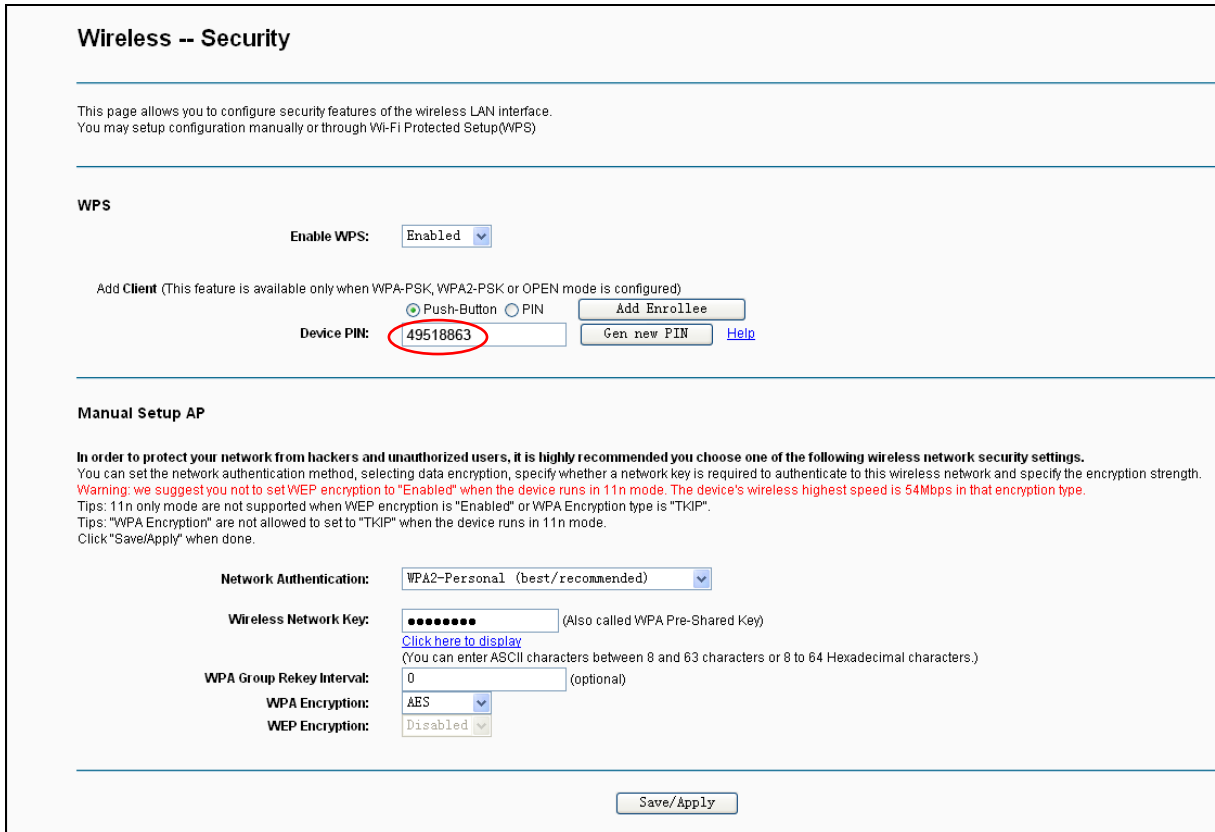 Wireless -- Security
This page allows you to configure security features of the wireless LAN interface.
You may setup configuration manually or through Wi-Fi Protected Setup(WPS)
WPS
Enable WPS: Enabled
Add Client (This feature is available only when WPA-PSK, WPA2-PSK or OPEN mode is configured)
Push-Button PIN Add Enrollee
Device PIN: 49518863 Gen new PIN Help
Manual Setup AP
In order to protect your network from hackers and unauthorized users, it is highly recommended you choose one of the following wireless network security settings.
You can set the network authentication method, selecting data encryption, specify whether a network key is required to authenticate to this wireless network and specify the encryption strength.
Warning: we suggest you not to set WEP encryption to "Enabled" when the device runs in 11n mode. The device's wireless highest speed is 54Mbps in that encryption type.
Tips: 11n only mode are not supported when WEP encryption is "Enabled" or WPA Encryption type is "TKIP".
Tips: "WPA Encryption" are not allowed to set to "TKIP" when the device runs in 11n mode.
Click "Save/Apply" when done.
Network Authentication: WPA2-Personal (best/recommended)
Wireless Network Key: ●●●●●●●● (Also called WPA Pre-Shared Key)
Click here to display
(You can enter ASCII characters between 8 and 63 characters or 8 to 64 Hexadecimal characters.)
WPA Group Rekey Interval: 0 (optional)
WPA Encryption: AES
WEP Encryption: Disabled
Save/Apply